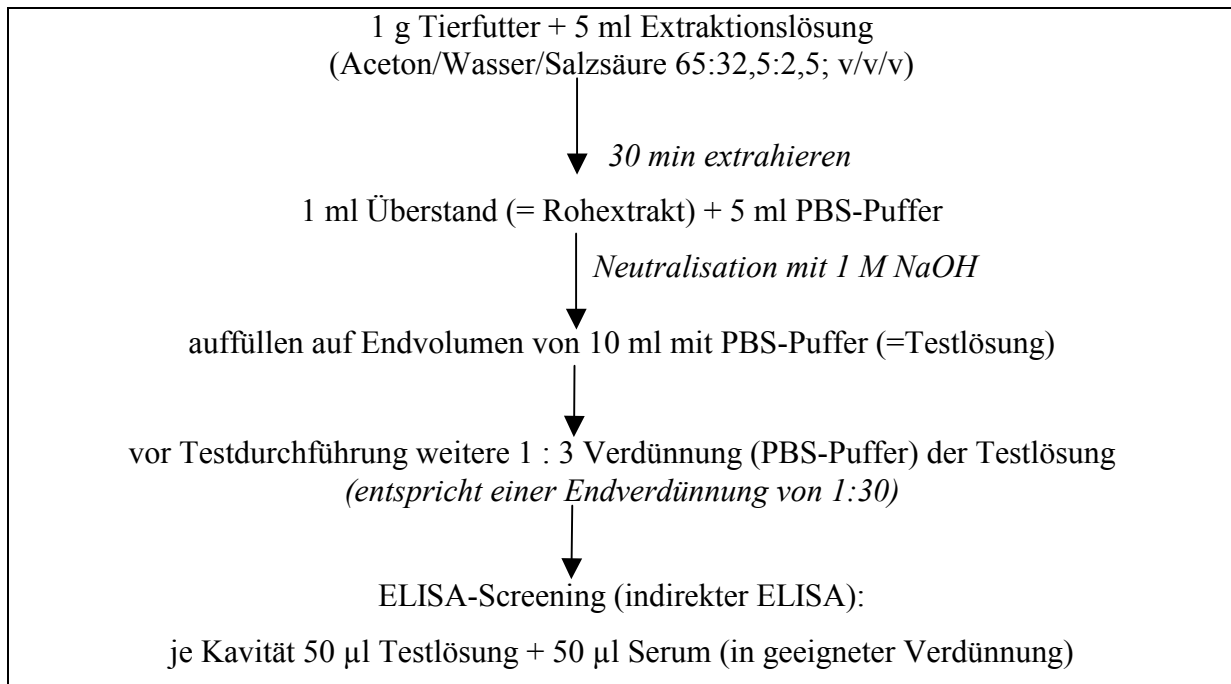 1 g Tierfutter + 5 ml Extraktionslösung
(Aceton/Wasser/Salzsäure 65:32,5:2,5; v/v/v)
30 min extrahieren
1 ml Überstand (= Rohextrakt) + 5 ml PBS-Puffer
Neutralisation mit 1 M NaOH
auffüllen auf Endvolumen von 10 ml mit PBS-Puffer (=Testlösung)
vor Testdurchführung weitere 1 : 3 Verdünnung (PBS-Puffer) der Testlösung
(entspricht einer Endverdünnung von 1:30)
ELISA-Screening (indirekter ELISA):
je Kavität 50 µl Testlösung + 50 µl Serum (in geeigneter Verdünnung)